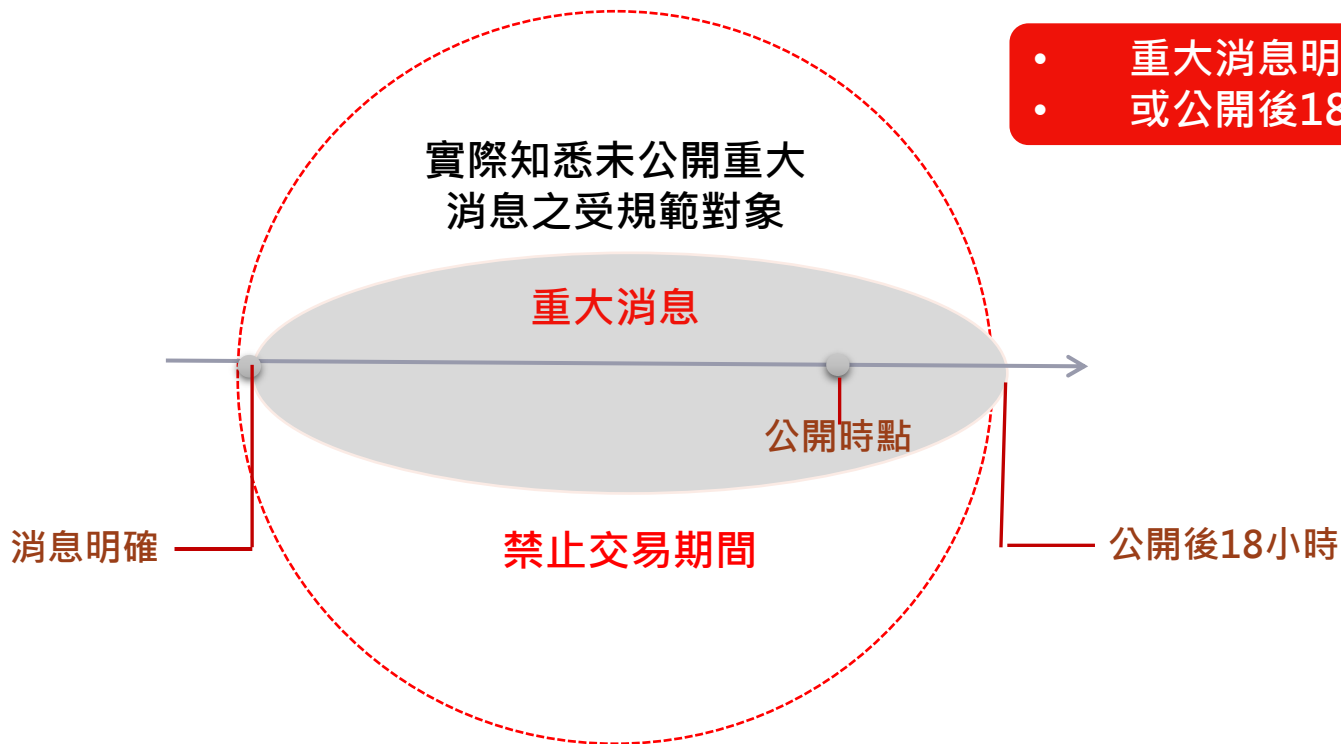 • 重大消息明
• 或公開後18
實際知悉未公開重大
消息之受規範對象
重大消息
公開時點
消息明確
禁止交易期間
公開後18小時